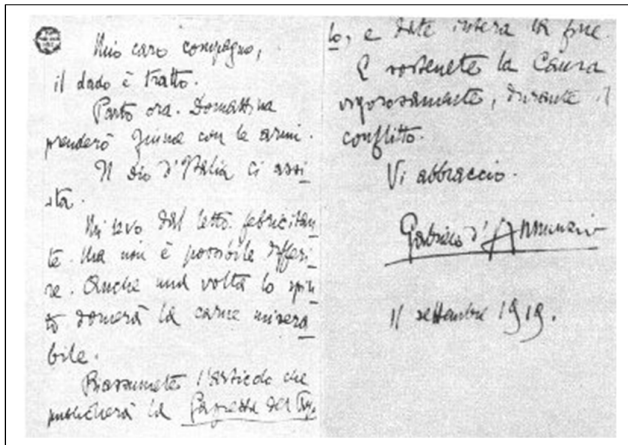 Mio caro compagno,
il dado è tratto.
Parto ora. Domattina
prenderò Fiume con le armi.
Il dio d'Italia ci assi-
sta.
Mi levo dal letto febbricitan-
te. Ma non è possibile differi-
re. Anche una volta lo spiri-
to domerà la carne misera-
bile.
Riassumete l'articolo che
pubblicherà la Gazzetta del Popo-
lo, e date intera la fine.
E sostenete la Causa
vigorosamente, durante il
conflitto.
Vi abbraccio.
Gabriele d'Annunzio
11 settembre 1919.